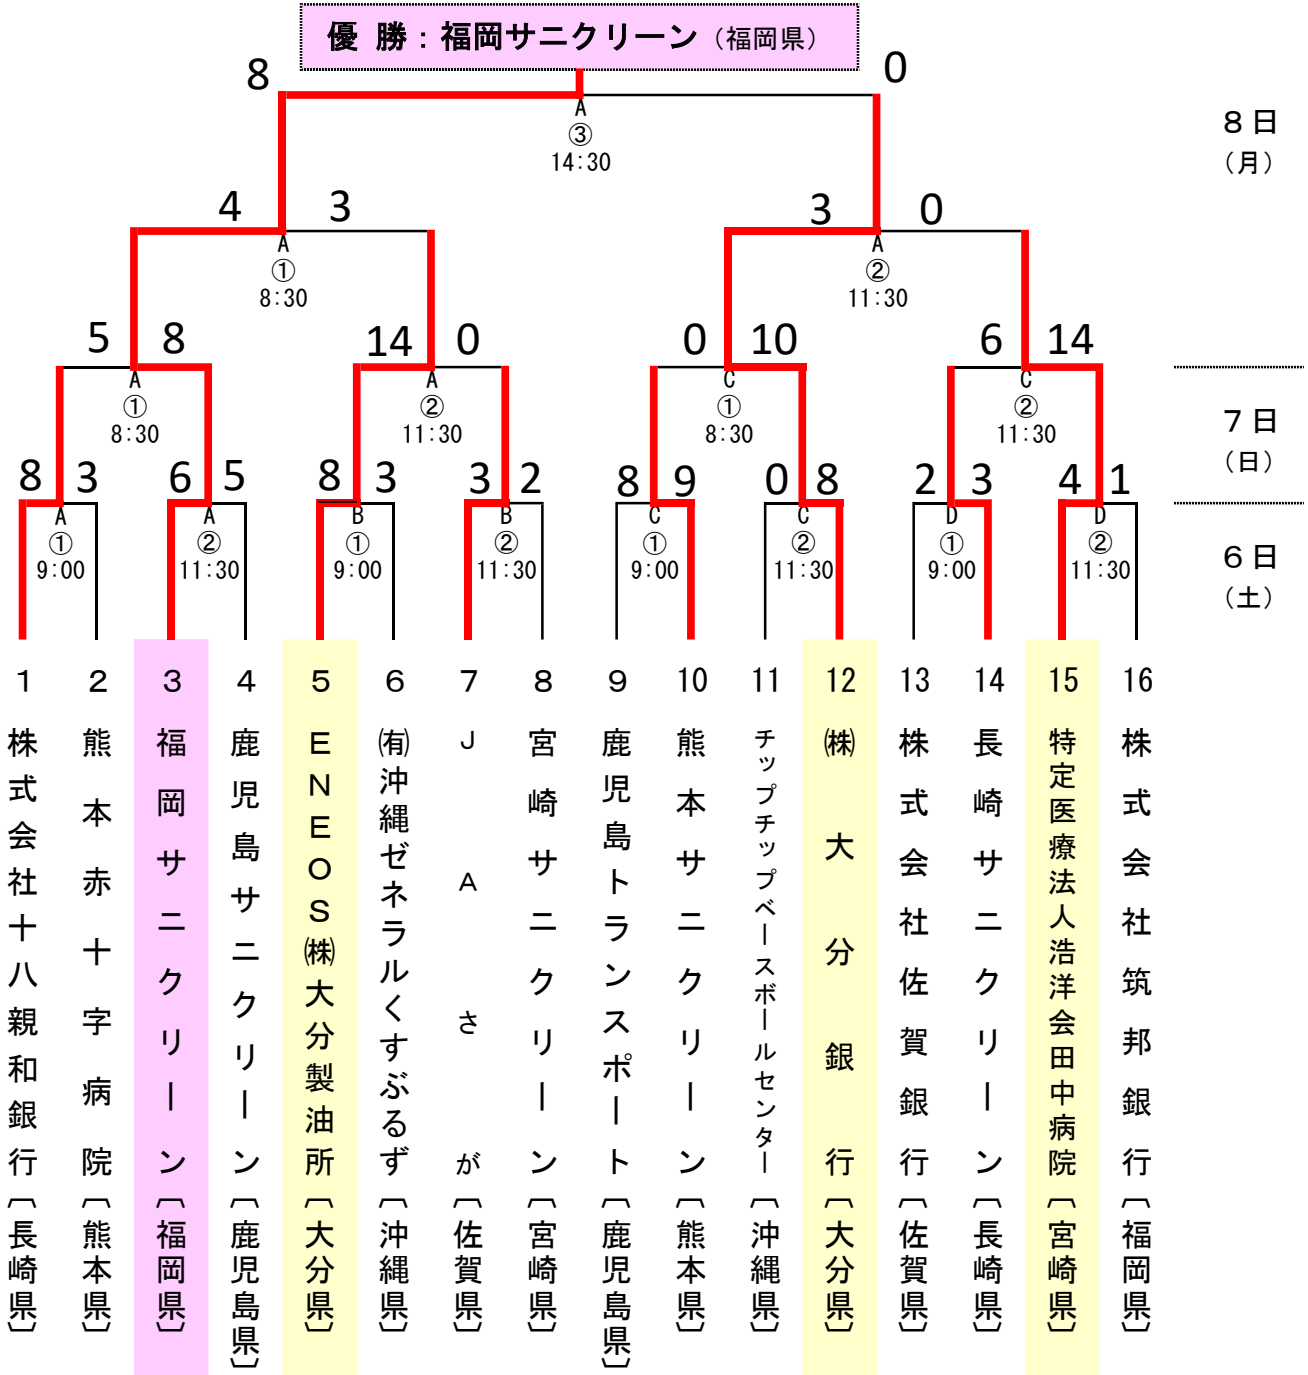 優 勝：福岡サニクリーン（福岡県）
8 0
A
③
14:30
8日
（月）
4 3 3 0
A A
① ②
8:30 11:30
5 8 14 0 0 10 6 14
A A C C
① ② ① ②
8:30 11:30 8:30 11:30
7日
（日）
8 3 6 5 8 3 3 2 8 9 0 8 2 3 4 1
A A B B C C D D
① ② ① ② ① ② ① ②
9:00 11:30 9:00 11:30 9:00 11:30 9:00 11:30
6日
（土）
1 2 3 4 5 6 7 8 9 10 11 12 13 14 15 16
株式会社十八親和銀行〔長崎県〕
熊本赤十字病院〔熊本県〕
福岡サニクリーン〔福岡県〕
鹿児島サニクリーン〔鹿児島県〕
ENEOS㈱大分製油所〔大分県〕
㈲沖縄ゼネラルくすぶるず〔沖縄県〕
JAさが〔佐賀県〕
宮崎サニクリーン〔宮崎県〕
鹿児島トランスポート〔鹿児島県〕
熊本サニクリーン〔熊本県〕
チップチップベースボールセンター〔沖縄県〕
㈱大分銀行〔大分県〕
株式会社佐賀銀行〔佐賀県〕
長崎サニクリーン〔長崎県〕
特定医療法人浩洋会田中病院〔宮崎県〕
株式会社筑邦銀行〔福岡県〕